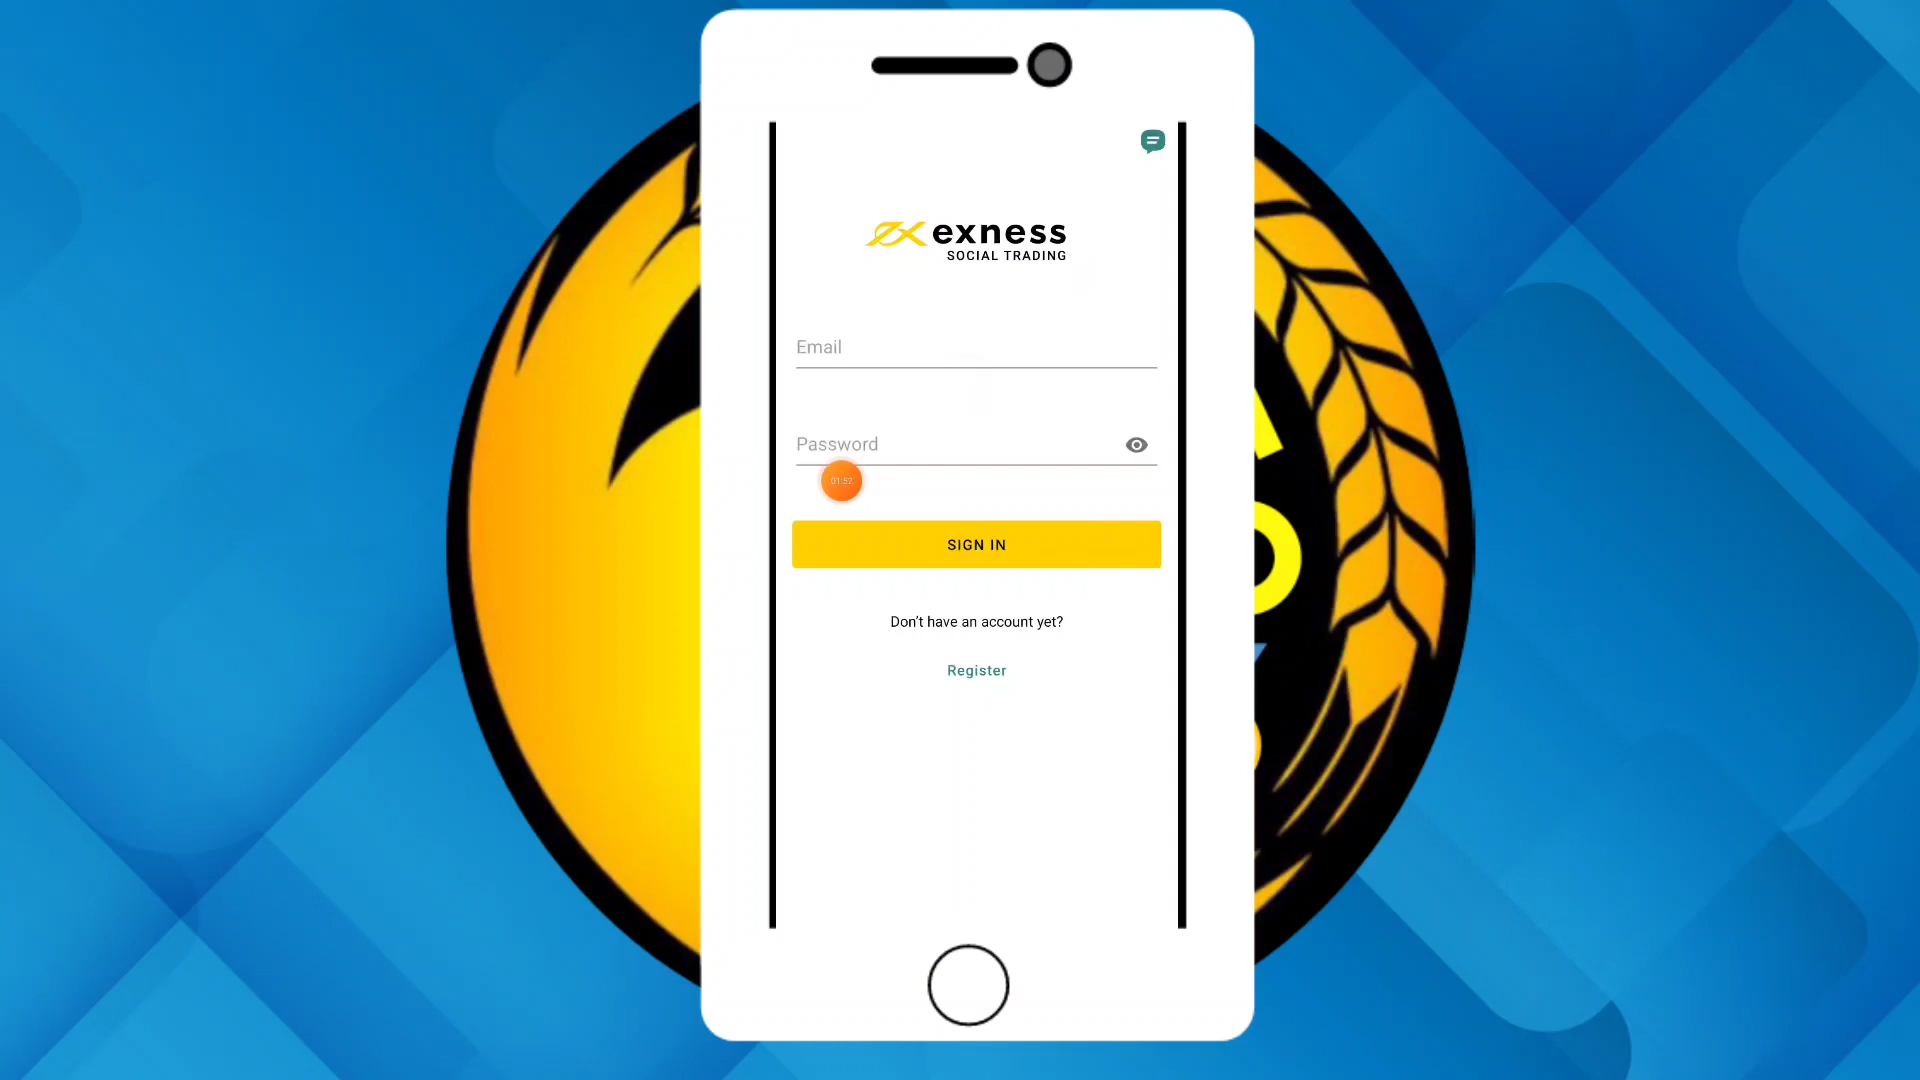 exness
SOCIAL TRADING
Email
Password
01:52
SIGN IN
Don't have an account yet?
Register